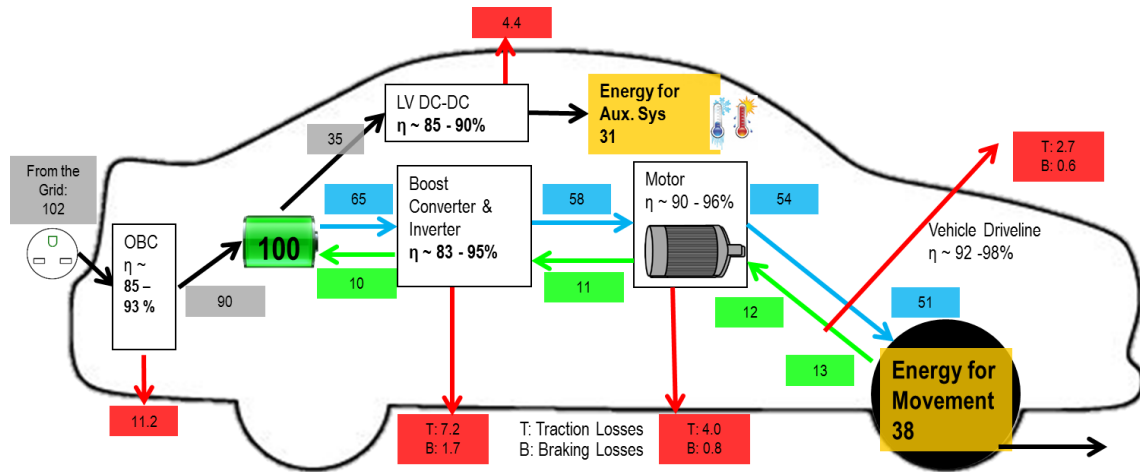 4.4
LV DC-DC
η ~ 85 - 90%
Energy for
Aux. Sys
31
35
T: 2.7
B: 0.6
From the
Grid:
102
65
Boost
Converter &
Inverter
η ~ 83 - 95%
58
Motor
η ~ 90 - 96%
54
OBC
η ~
85 –
93 %
100
Vehicle Driveline
η ~ 92 -98%
90
10
11
12
51
13
Energy for
Movement
38
11.2
T: 7.2
B: 1.7
T: Traction Losses
B: Braking Losses
T: 4.0
B: 0.8